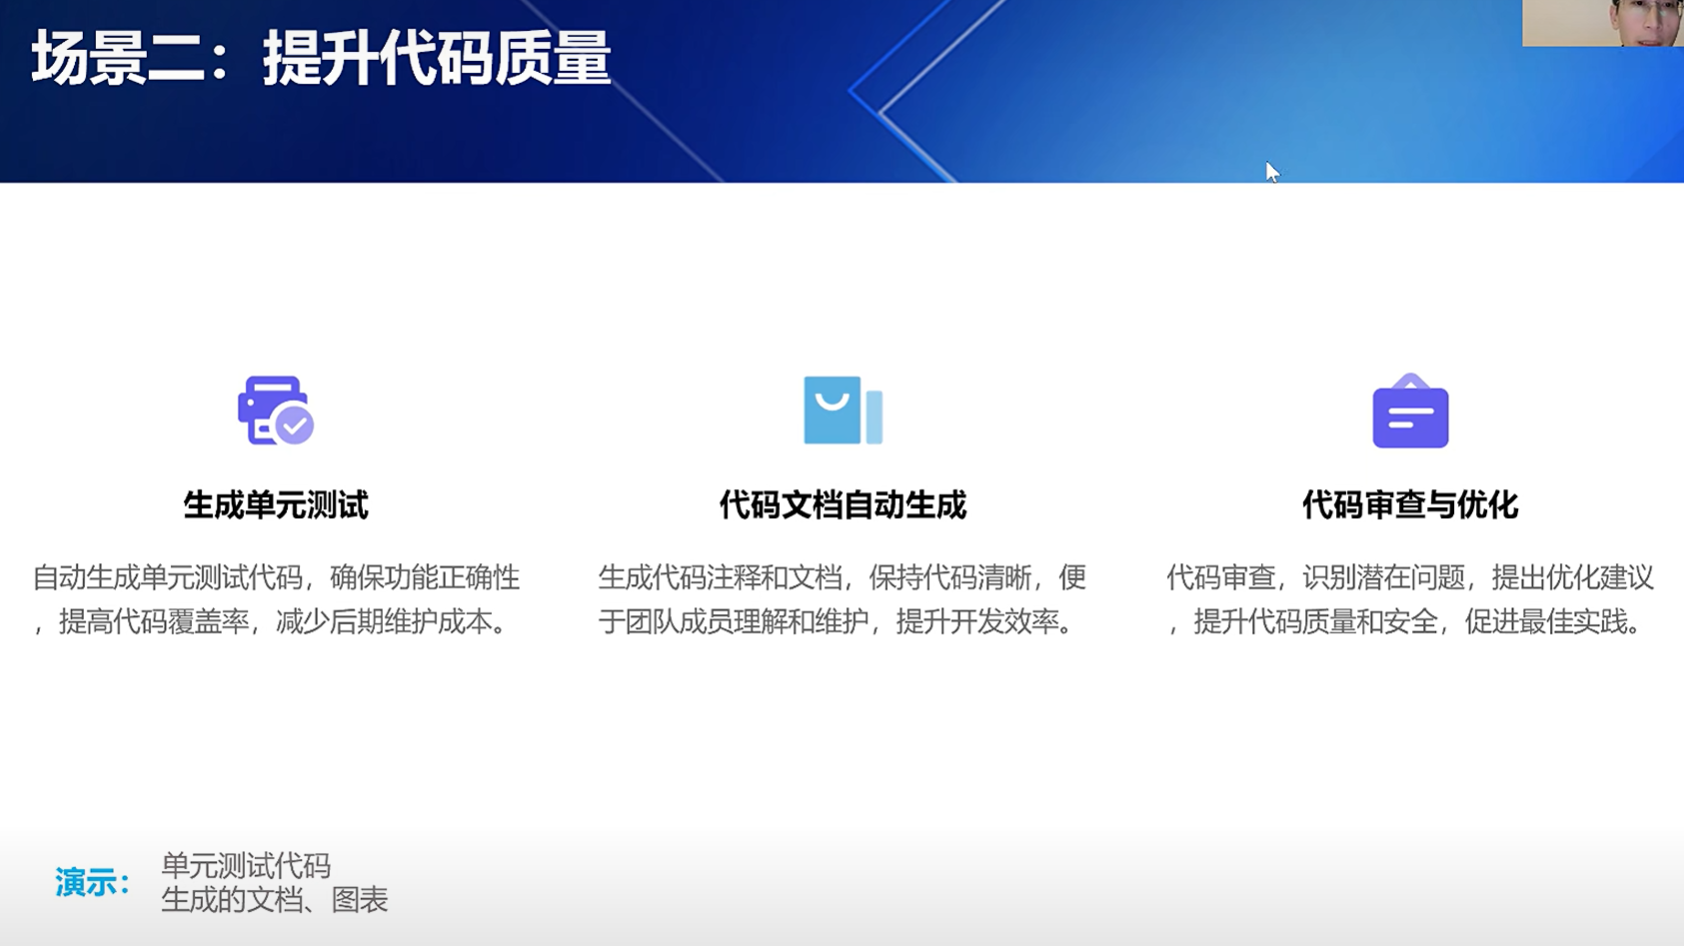 场景二：提升代码质量
生成单元测试
自动生成单元测试代码，确保功能正确性
，提高代码覆盖率，减少后期维护成本。
代码文档自动生成
生成代码注释和文档，保持代码清晰，便
于团队成员理解和维护，提升开发效率。
代码审查与优化
代码审查，识别潜在问题，提出优化建议
，提升代码质量和安全，促进最佳实践。
演示：
单元测试代码
生成的文档、图表